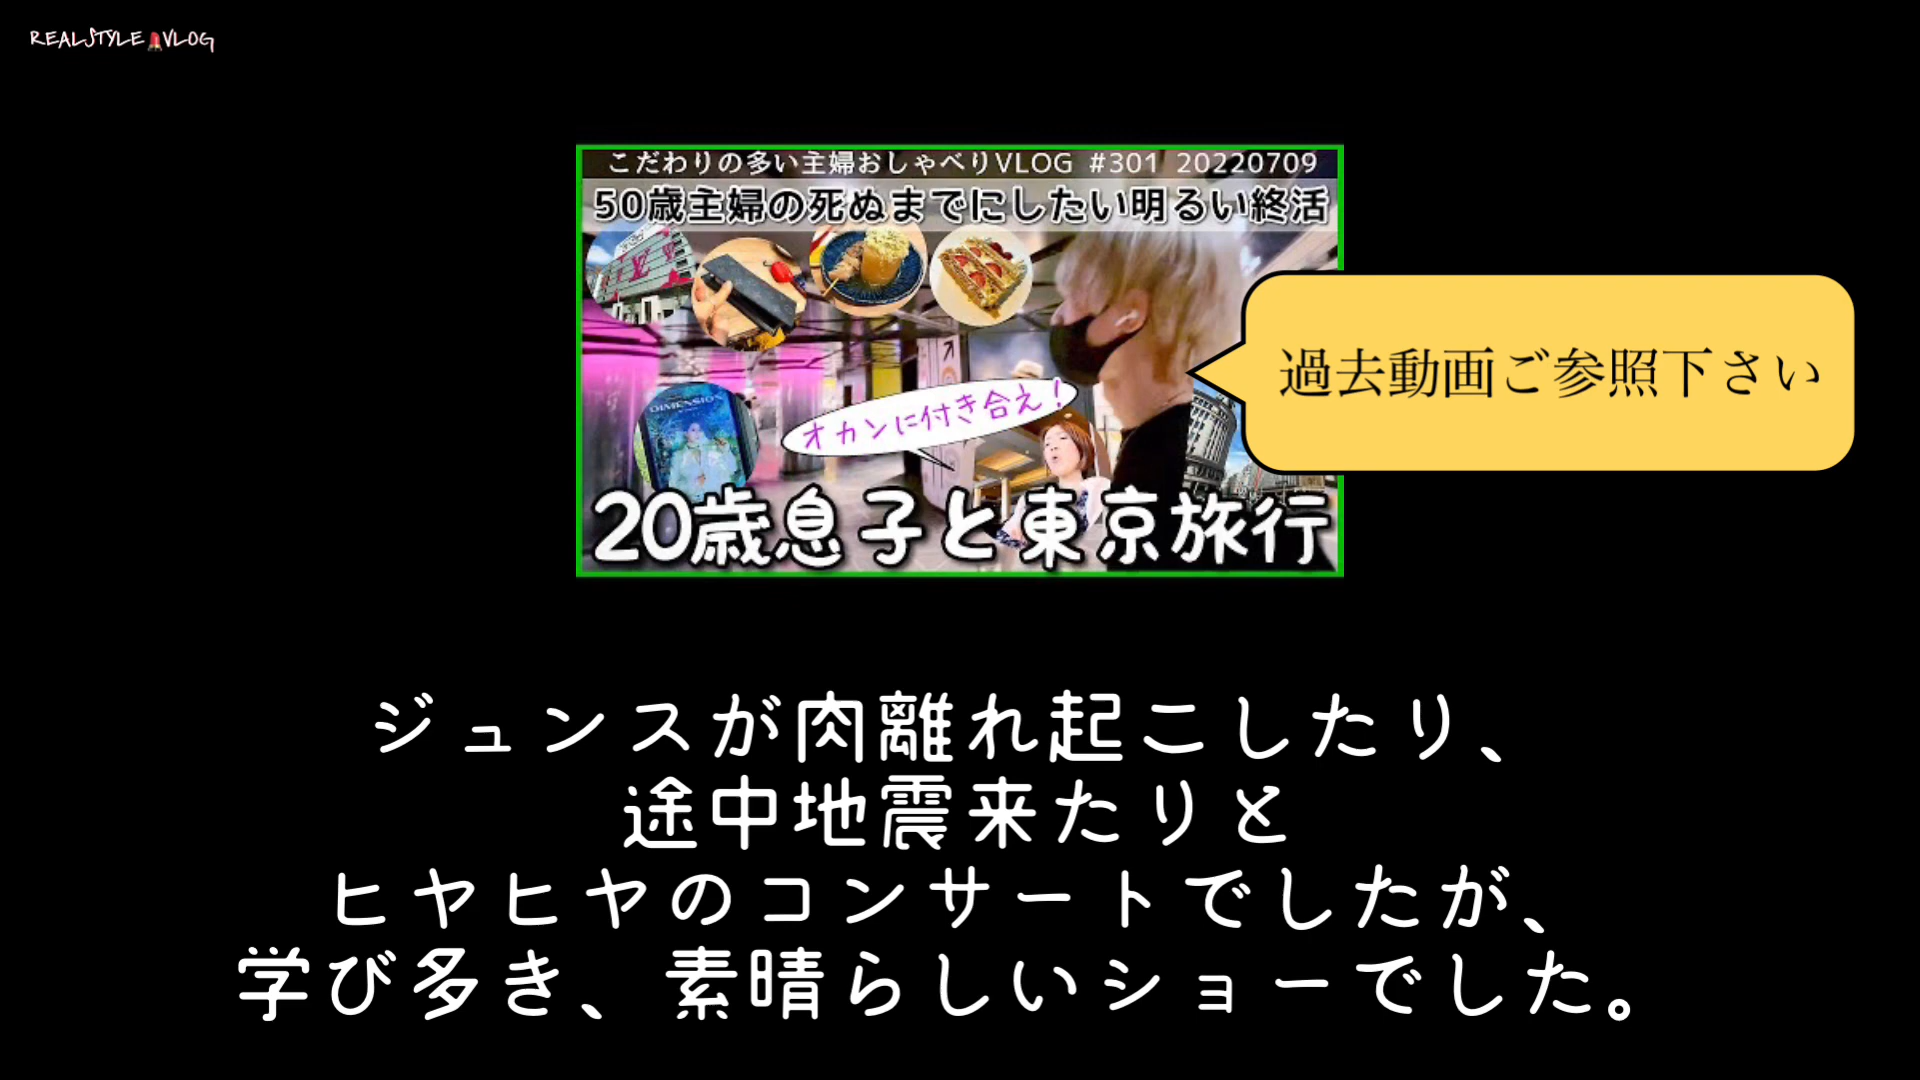 REALSTYLE VLOG
こだわりの多い主婦おしゃべりVLOG #301 20220709
50歳主婦の死ぬまでにしたい明るい終活
DIMENSION
オカンに付き合え!
20歳息子と東京旅行
過去動画ご参照下さい
ジュンスが肉離れ起こしたり、
途中地震来たりと
ヒヤヒヤのコンサートでしたが、
学び多き、素晴らしいショーでした。